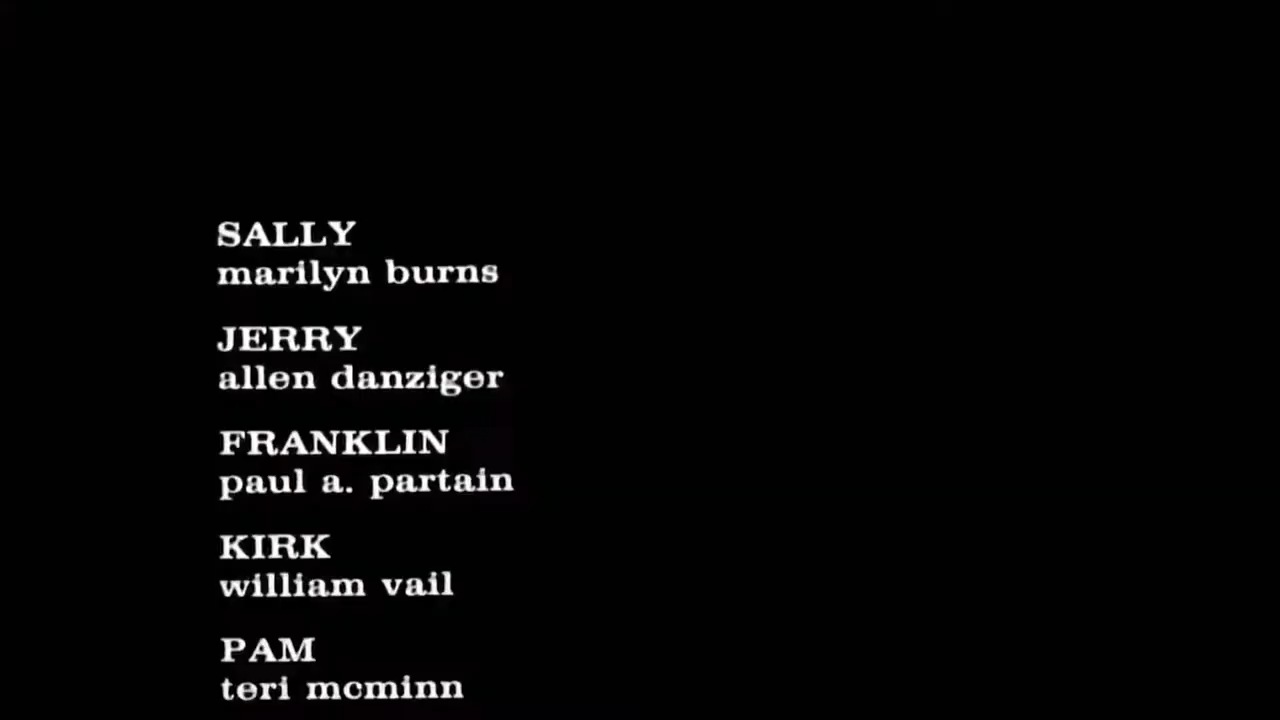 SALLY
marilyn burns
JERRY
allen danziger
FRANKLIN
paul a. partain
KIRK
william vail
PAM
teri mcminn